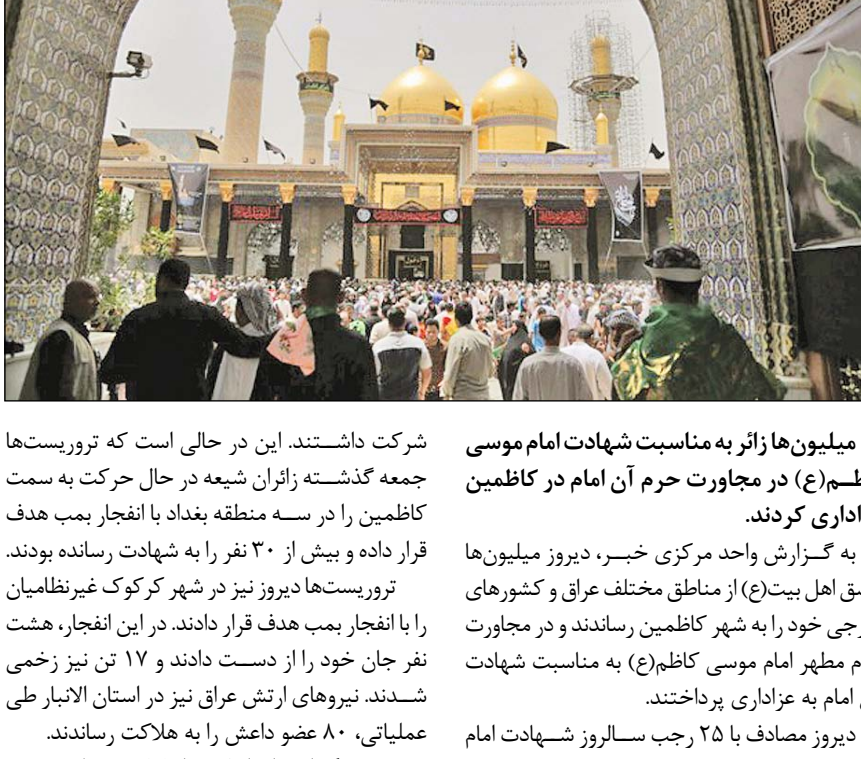 میلیون‌ها زائر به مناسبت شهادت امام موسی
ظم(ع) در مجاورت حرم آن امام در کاظمین
اداری کردند.
به گزارش واحد مرکزی خبر، دیروز میلیون‌ها
شق اهل بیت(ع) از مناطق مختلف عراق و کشورهای
رجی خود را به شهر کاظمین رساندند و در مجاورت
م مطهر امام موسی کاظم(ع) به مناسبت شهادت
امام به عزاداری پرداختند.
دیروز مصادف با ۲۵ رجب سالروز شهادت امام
شرکت داشتند. این در حالی است که تروریست‌ها
جمعه گذشته زائران شیعه در حال حرکت به سمت
کاظمین را در سه منطقه بغداد با انفجار بمب هدف
قرار داده و بیش از ۳۰ نفر را به شهادت رسانده بودند.
تروریست‌ها دیروز نیز در شهر کرکوک غیرنظامیان
را با انفجار بمب هدف قرار دادند. در این انفجار، هشت
نفر جان خود را از دست دادند و ۱۷ تن نیز زخمی
شدند. نیروهای ارتش عراق نیز در استان الانبار طی
عملیاتی، ۸۰ عضو داعش را به هلاکت رساندند.